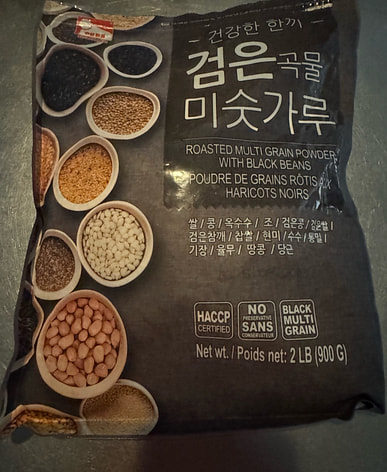 건강한 한끼
검은곡물
미숫가루
ROASTED MULTI GRAIN POWDER
WITH BLACK BEANS
POUDRE DE GRAINS RÔTIS AUX
HARICOTS NOIRS
쌀 / 콩 / 옥수수 / 조 / 검은콩 / 검은쌀 /
검은참깨 / 찹쌀 / 현미 / 수수 / 통밀 /
기장 / 율무 / 땅콩 / 당근
HACCP
CERTIFIED
NO
PRESERVATIVE
SANS
CONSERVATEUR
BLACK
MULTI
GRAIN
Net wt. / Poids net: 2 LB (900 G)